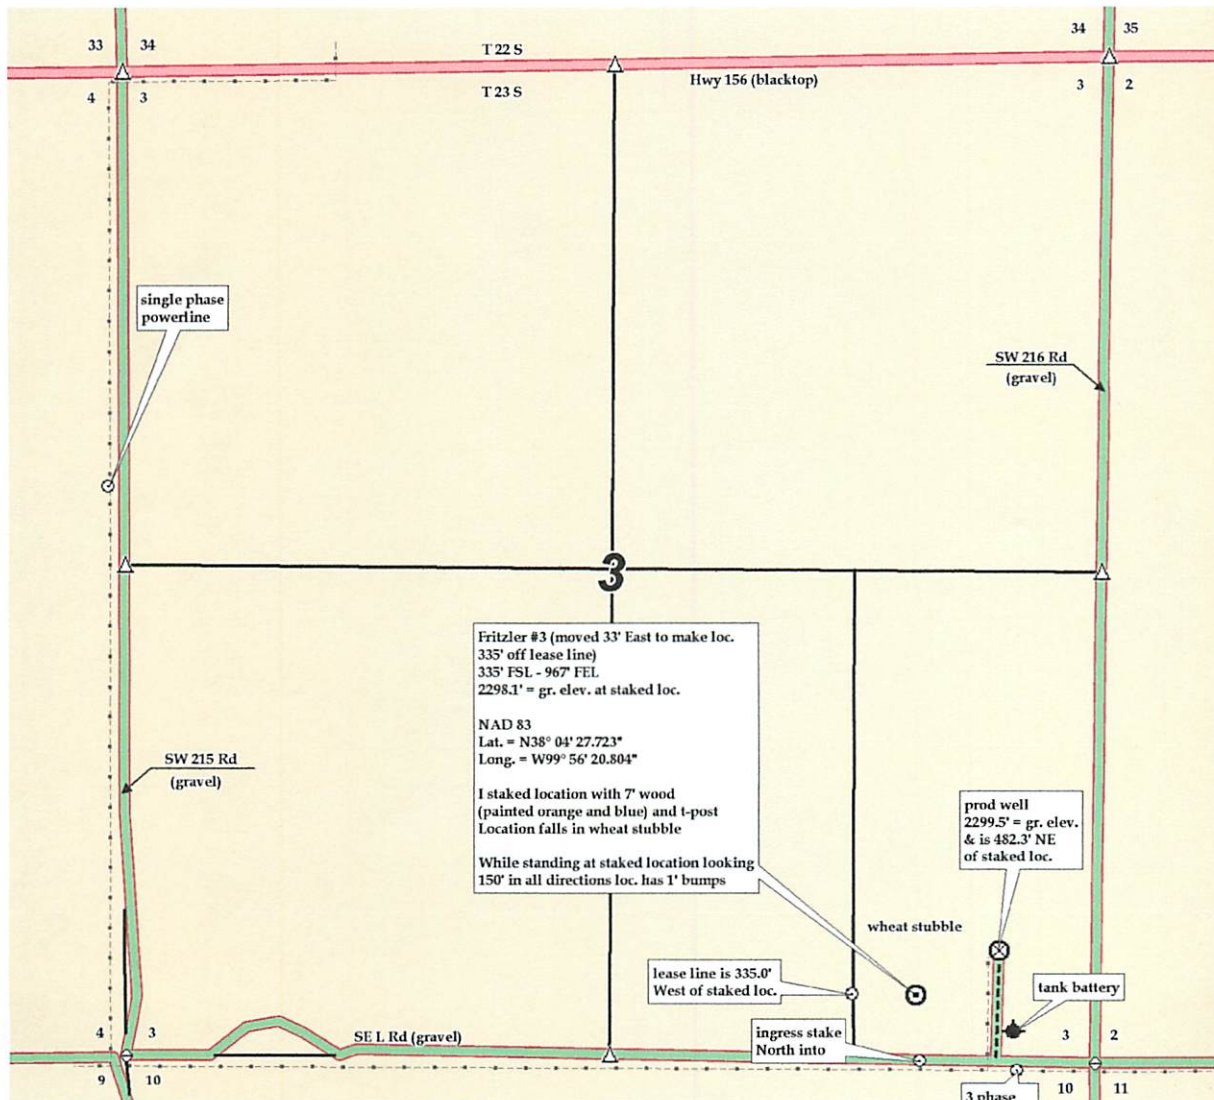 33 34
34 35
T 22 S
Hwy 156 (blacktop)
T 23 S
4 3
3 2
single phase
powerline
SW 216 Rd
(gravel)
3
Fritzler #3 (moved 33' East to make loc.
335' off lease line)
335' FSL - 967' FEL
2298.1' = gr. elev. at staked loc.
NAD 83
Lat. = N38° 04' 27.723"
Long. = W99° 56' 20.804"
I staked location with 7' wood
(painted orange and blue) and t-post
Location falls in wheat stubble
While standing at staked location looking
150' in all directions loc. has 1' bumps
SW 215 Rd
(gravel)
prod well
2299.5' = gr. elev.
& is 482.3' NE
of staked loc.
wheat stubble
lease line is 335.0'
West of staked loc.
tank battery
ingress stake
North into
4 3
SE L Rd (gravel)
3 2
9 10
10 11
3 phase